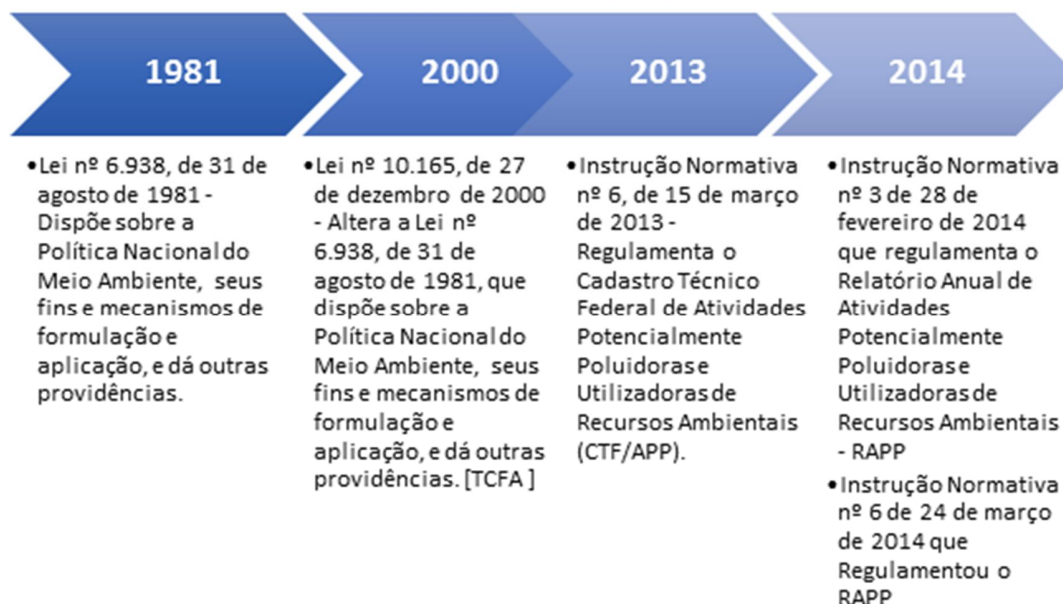 1981
2000
2013
2014
•Lei nº 6.938, de 31 de
agosto de 1981 -
Dispõe sobre a
Política Nacional do
Meio Ambiente, seus
fins e mecanismos de
formulação e
aplicação, e dá outras
providências.
•Lei nº 10.165, de 27
de dezembro de 2000
- Altera a Lei nº
6.938, de 31 de
agosto de 1981, que
dispõe sobre a
Política Nacional do
Meio Ambiente, seus
fins e mecanismos de
formulação e
aplicação, e dá outras
providências. [TCFA ]
•Instrução Normativa
nº 6, de 15 de março
de 2013 -
Regulamenta o
Cadastro Técnico
Federal de Atividades
Potencialmente
Poluidoras e
Utilizadoras de
Recursos Ambientais
(CTF/APP).
•Instrução Normativa
nº 3 de 28 de
fevereiro de 2014
que regulamenta o
Relatório Anual de
Atividades
Potencialmente
Poluidoras e
Utilizadoras de
Recursos Ambientais
- RAPP
•Instrução Normativa
nº 6 de 24 de março
de 2014 que
Regulamentou o
RAPP